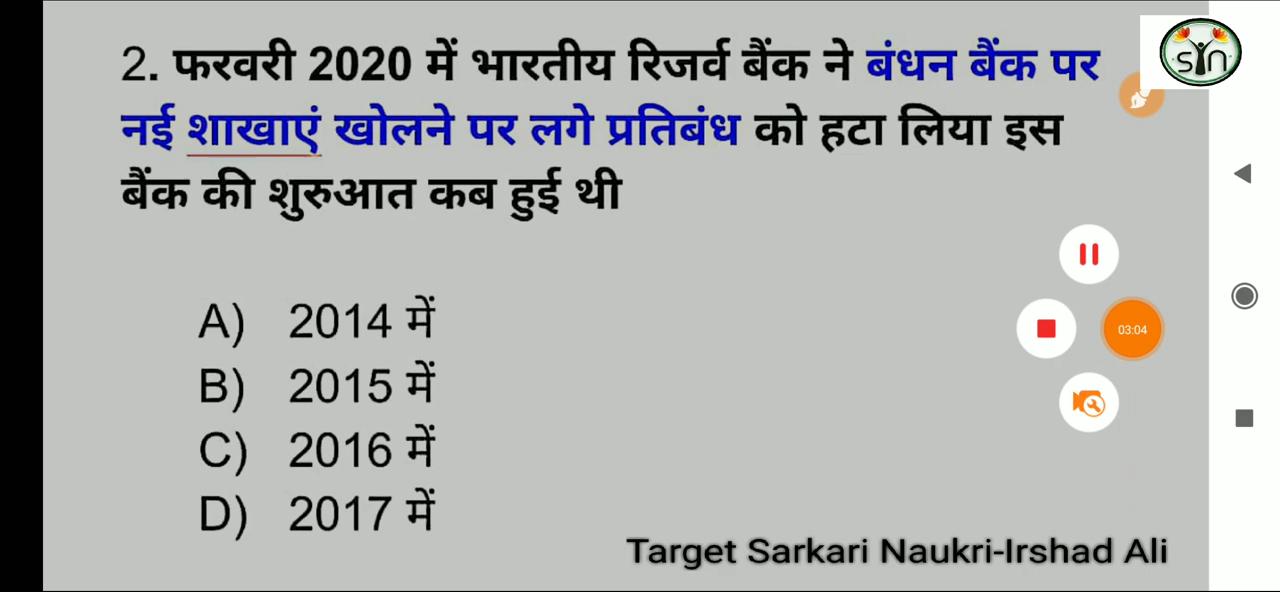 2. फरवरी 2020 में भारतीय रिजर्व बैंक ने बंधन बैंक पर
नई शाखाएं खोलने पर लगे प्रतिबंध को हटा लिया इस
बैंक की शुरुआत कब हुई थी
A) 2014 में
B) 2015 में
C) 2016 में
D) 2017 में
Target Sarkari Naukri-Irshad Ali
SYN
03:04